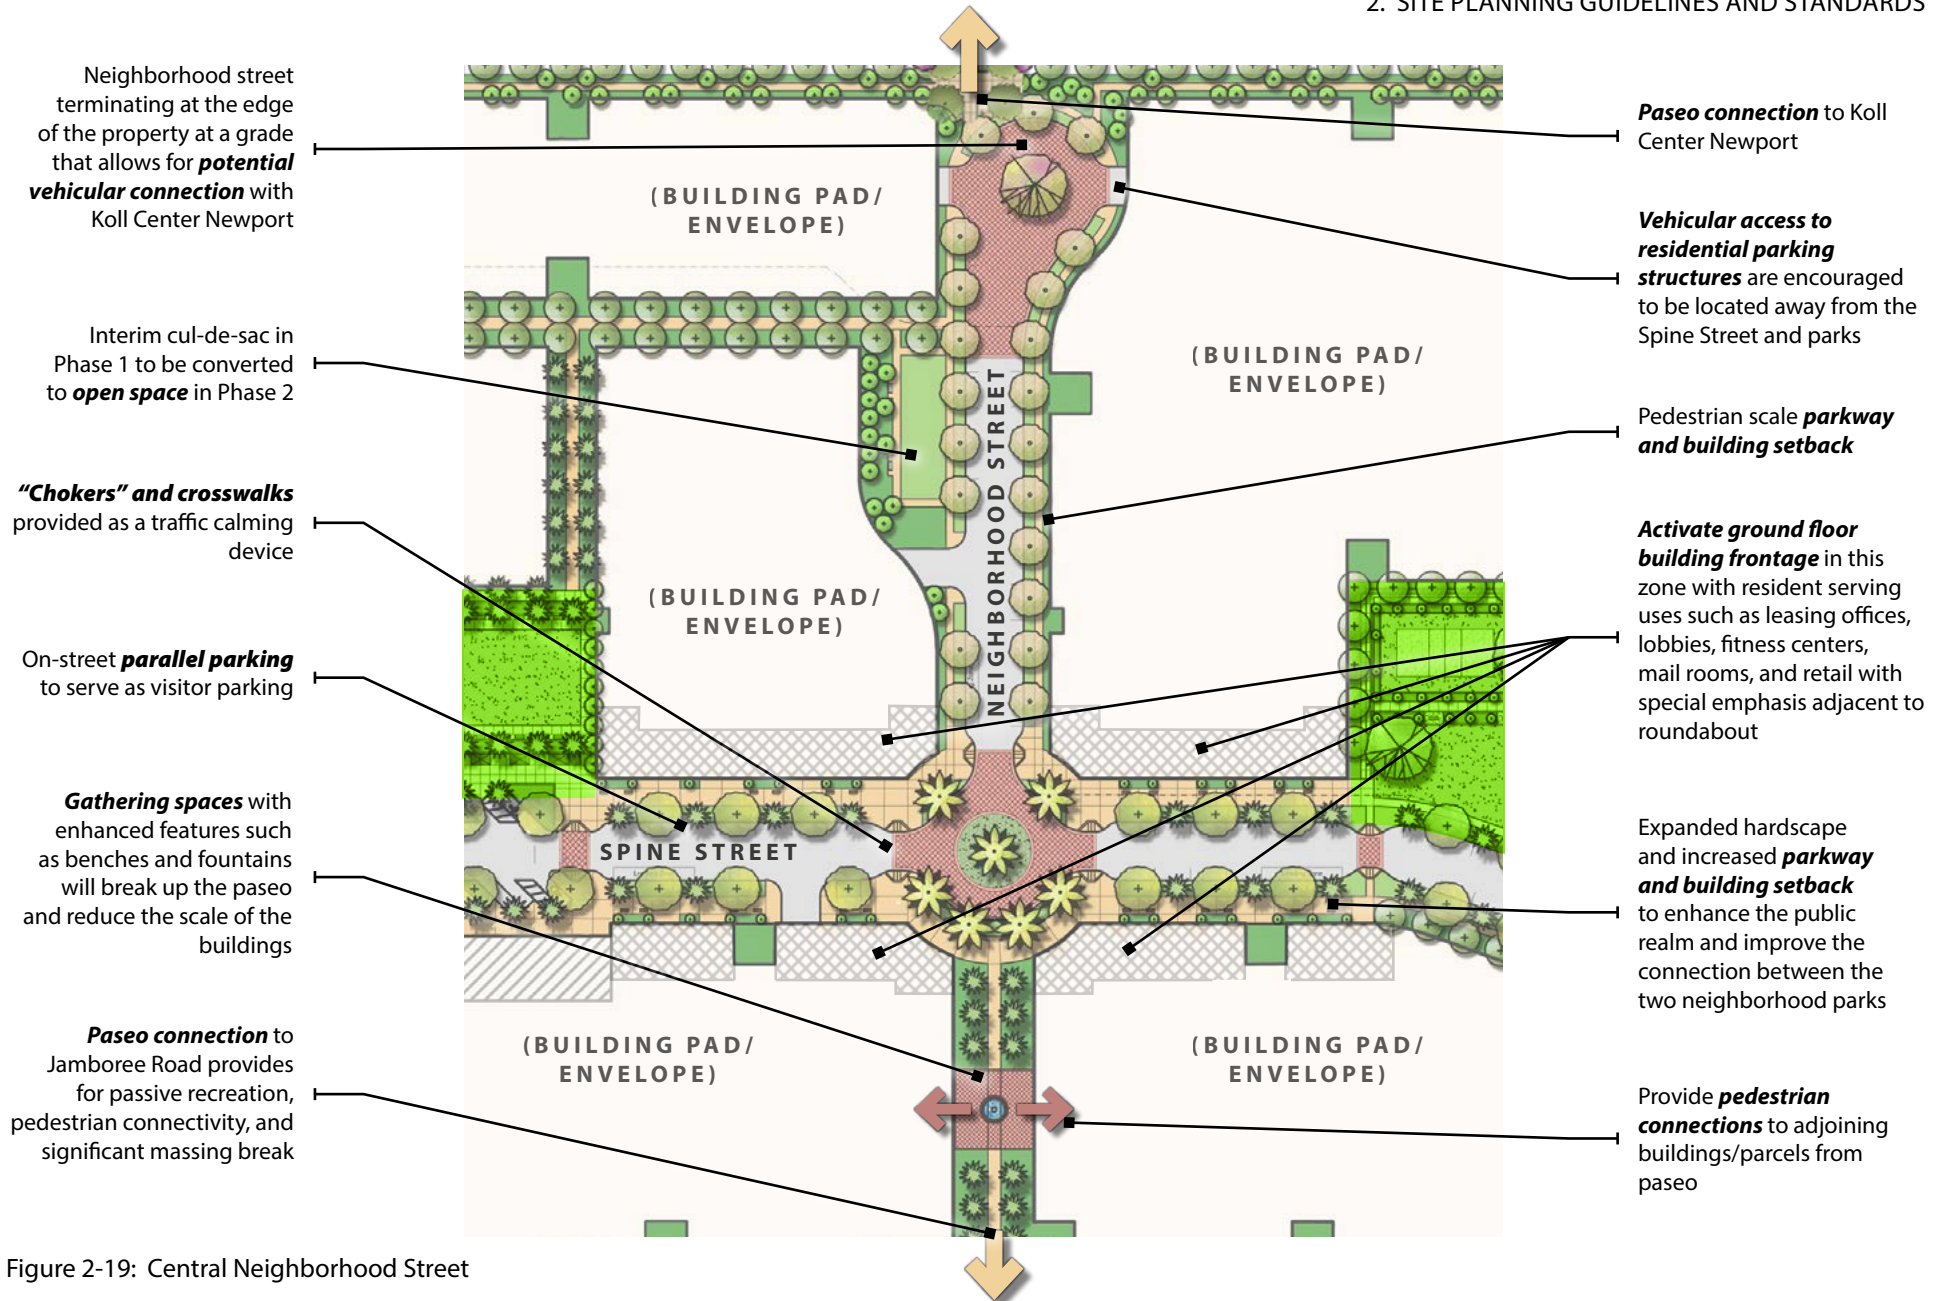 2.  SITE PLANNING GUIDELINES AND STANDARDS
Neighborhood street
terminating at the edge
of the property at a grade
that allows for potential
vehicular connection with
Koll Center Newport
Interim cul-de-sac in
Phase 1 to be converted
to open space in Phase 2
“Chokers” and crosswalks
provided as a traffic calming
device
On-street parallel parking
to serve as visitor parking
Gathering spaces with
enhanced features such
as benches and fountains
will break up the paseo
and reduce the scale of the
buildings
Paseo connection to
Jamboree Road provides
for passive recreation,
pedestrian connectivity, and
significant massing break
(BUILDING PAD/
ENVELOPE)
(BUILDING PAD/
ENVELOPE)
(BUILDING PAD/
ENVELOPE)
NEIGHBORHOOD STREET
SPINE STREET
(BUILDING PAD/
ENVELOPE)
(BUILDING PAD/
ENVELOPE)
Paseo connection to Koll
Center Newport
Vehicular access to
residential parking
structures are encouraged
to be located away from the
Spine Street and parks
Pedestrian scale parkway
and building setback
Activate ground floor
building frontage in this
zone with resident serving
uses such as leasing offices,
lobbies, fitness centers,
mail rooms, and retail with
special emphasis adjacent to
roundabout
Expanded hardscape
and increased parkway
and building setback
to enhance the public
realm and improve the
connection between the
two neighborhood parks
Provide pedestrian
connections to adjoining
buildings/parcels from
paseo
Figure 2-19:  Central Neighborhood Street